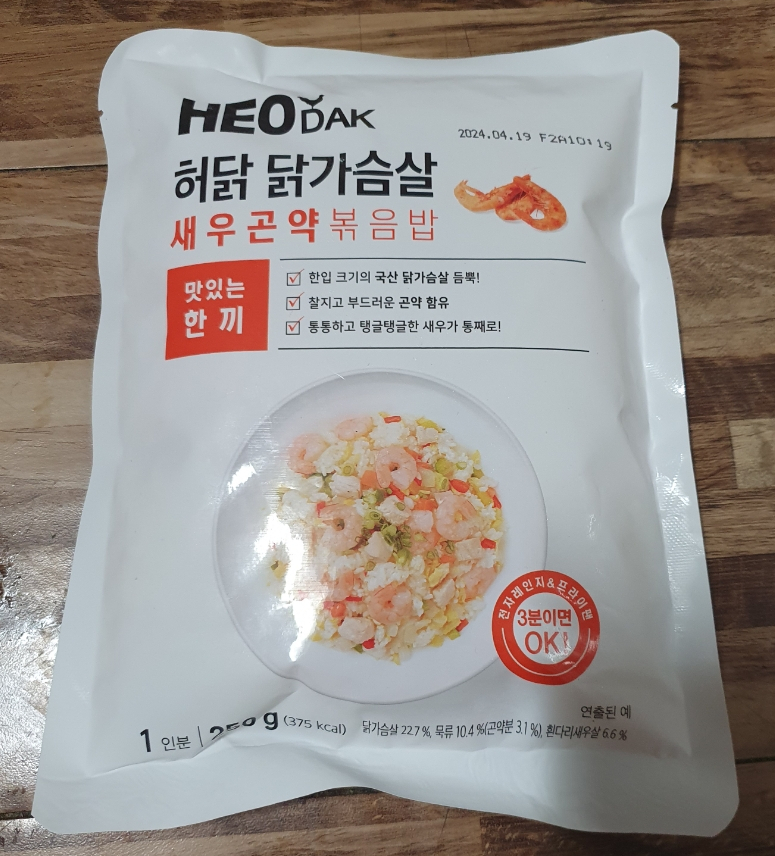 HEODAK
2024.04.19 F2A10:19
허닭 닭가슴살
새우곤약볶음밥
맛있는
한 끼
한입 크기의 국산 닭가슴살 듬뿍!
찰지고 부드러운 곤약 함유
통통하고 탱글탱글한 새우가 통째로!
전자레인지&프라이팬
3분이면
OK!
연출된 예
1 인분 | 250 g (375 kcal) 닭가슴살 22.7 %, 묵류 10.4 %(곤약분 3.1 %), 흰다리새우살 6.6 %